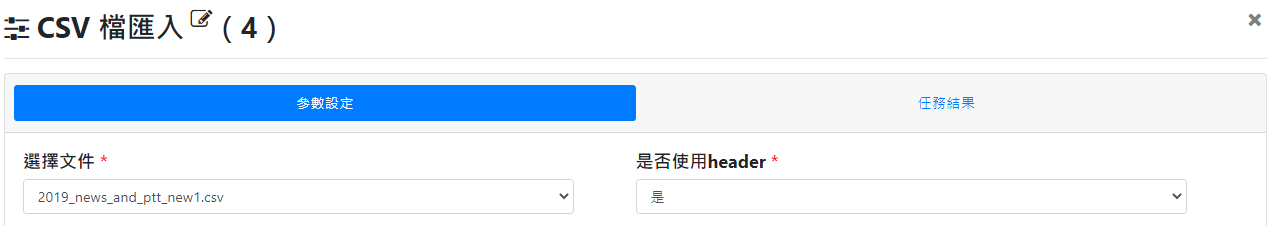 CSV 檔匯入 ( 4 )
參數設定 任務結果
選擇文件 * 是否使用header *
2019_news_and_ptt_new1.csv 是